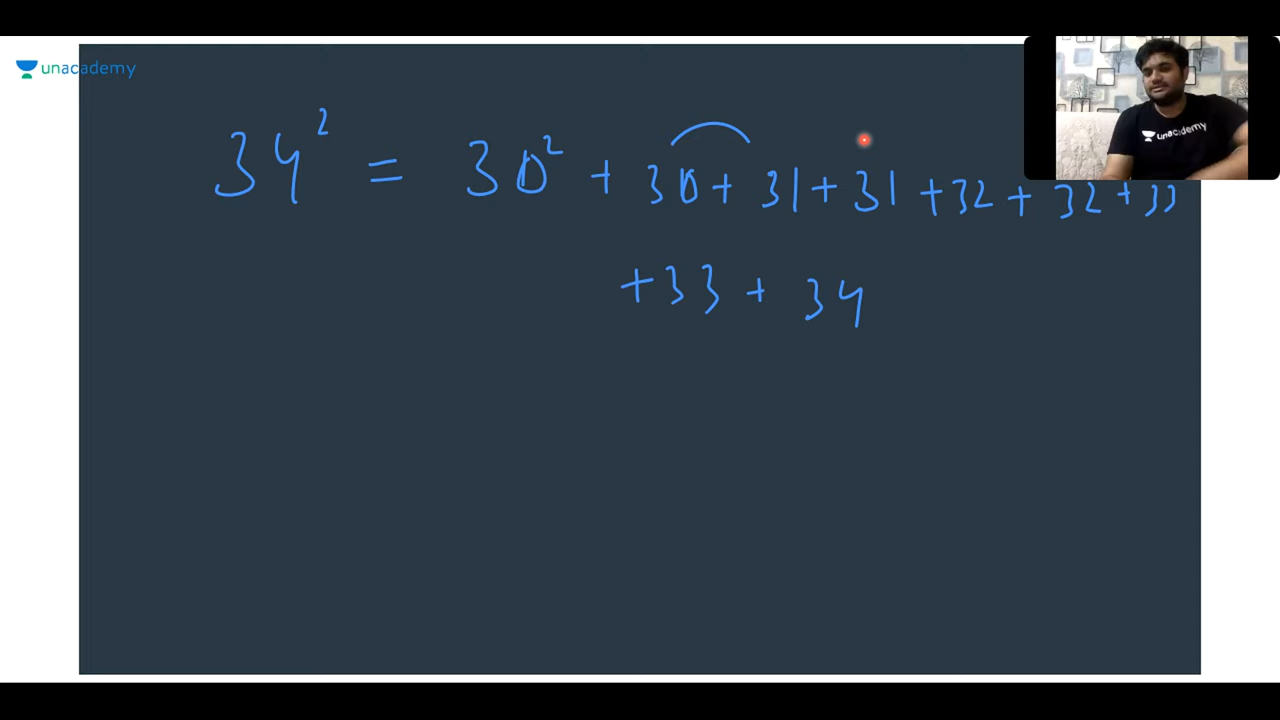 unacademy
34² = 30² + 30 + 31 + 31 + 32 + 32 + 33
+ 33 + 34
unacademy